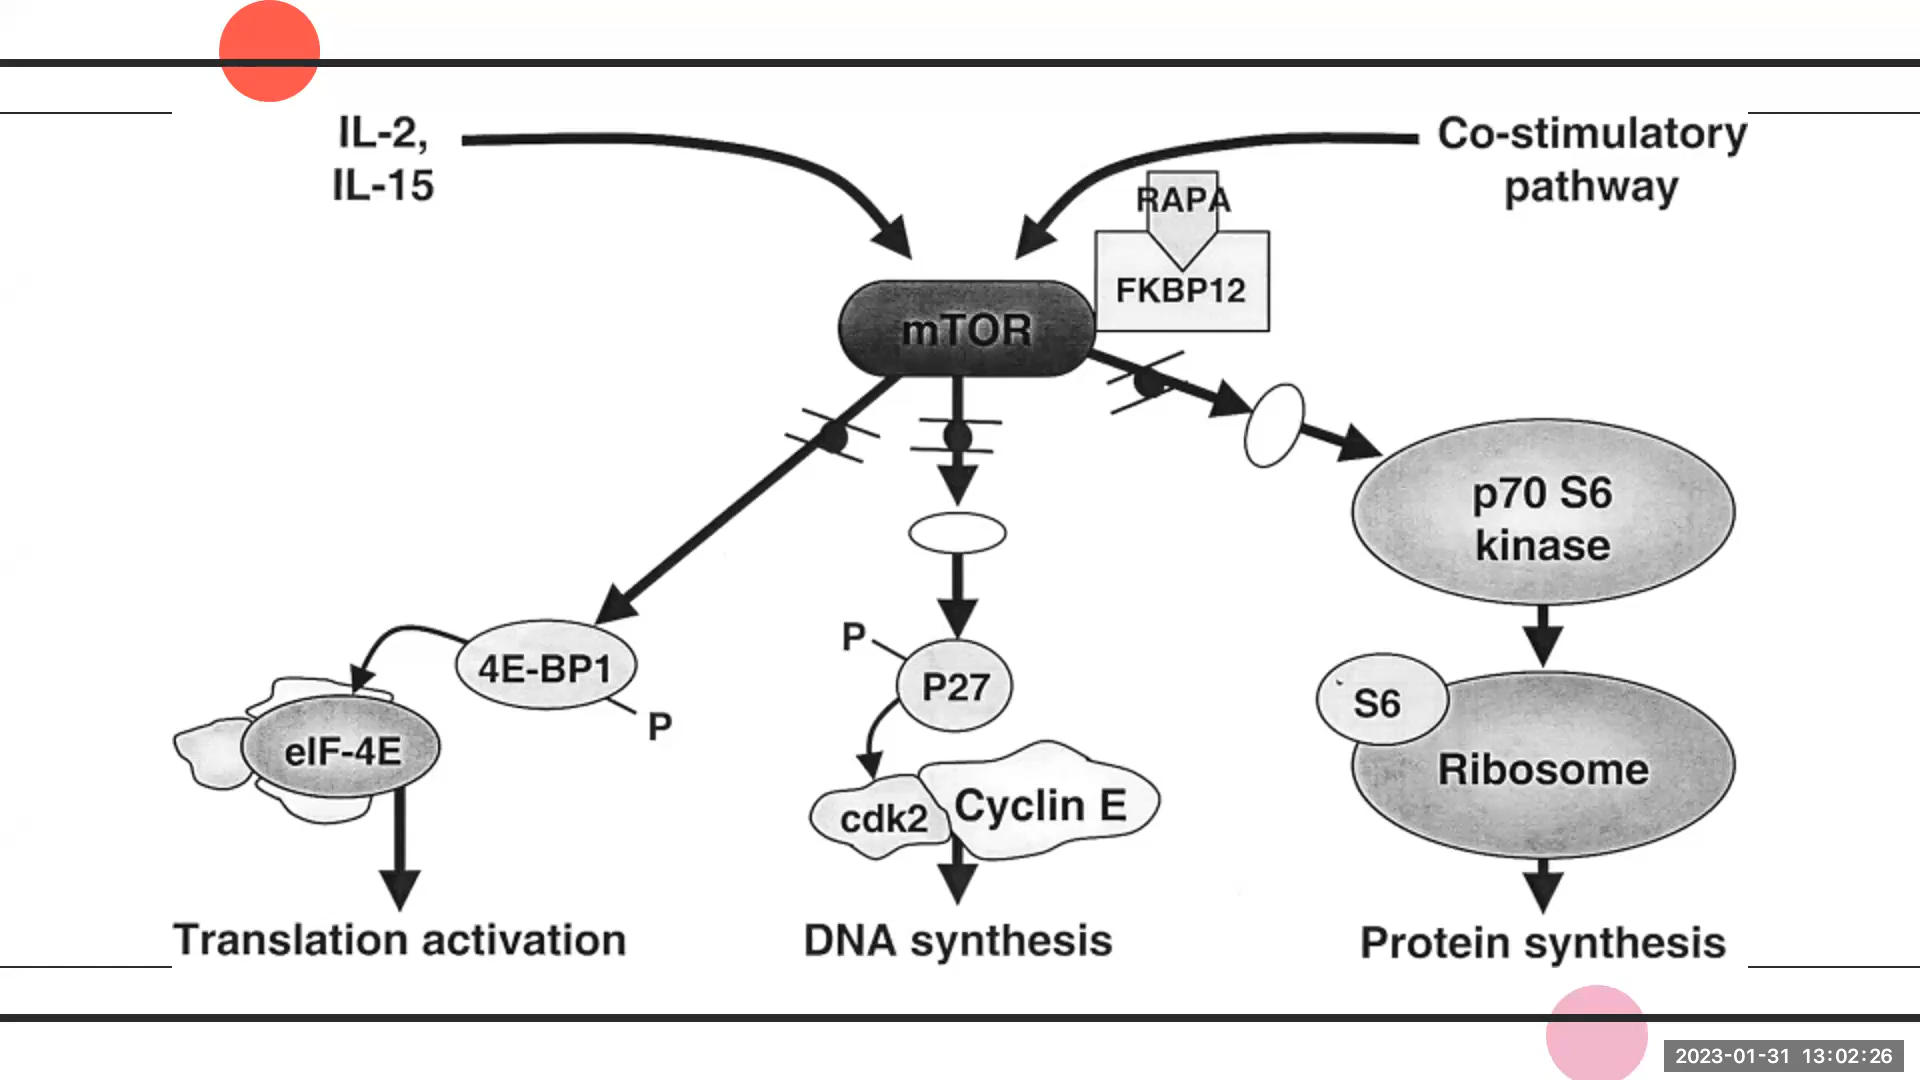 IL-2,
IL-15
Co-stimulatory
pathway
RAPA
FKBP12
mTOR
p70 S6
kinase
4E-BP1
P
P
P27
S6
eIF-4E
cdk2
Cyclin E
Ribosome
Translation activation
DNA synthesis
Protein synthesis
2023-01-31 13:02:26